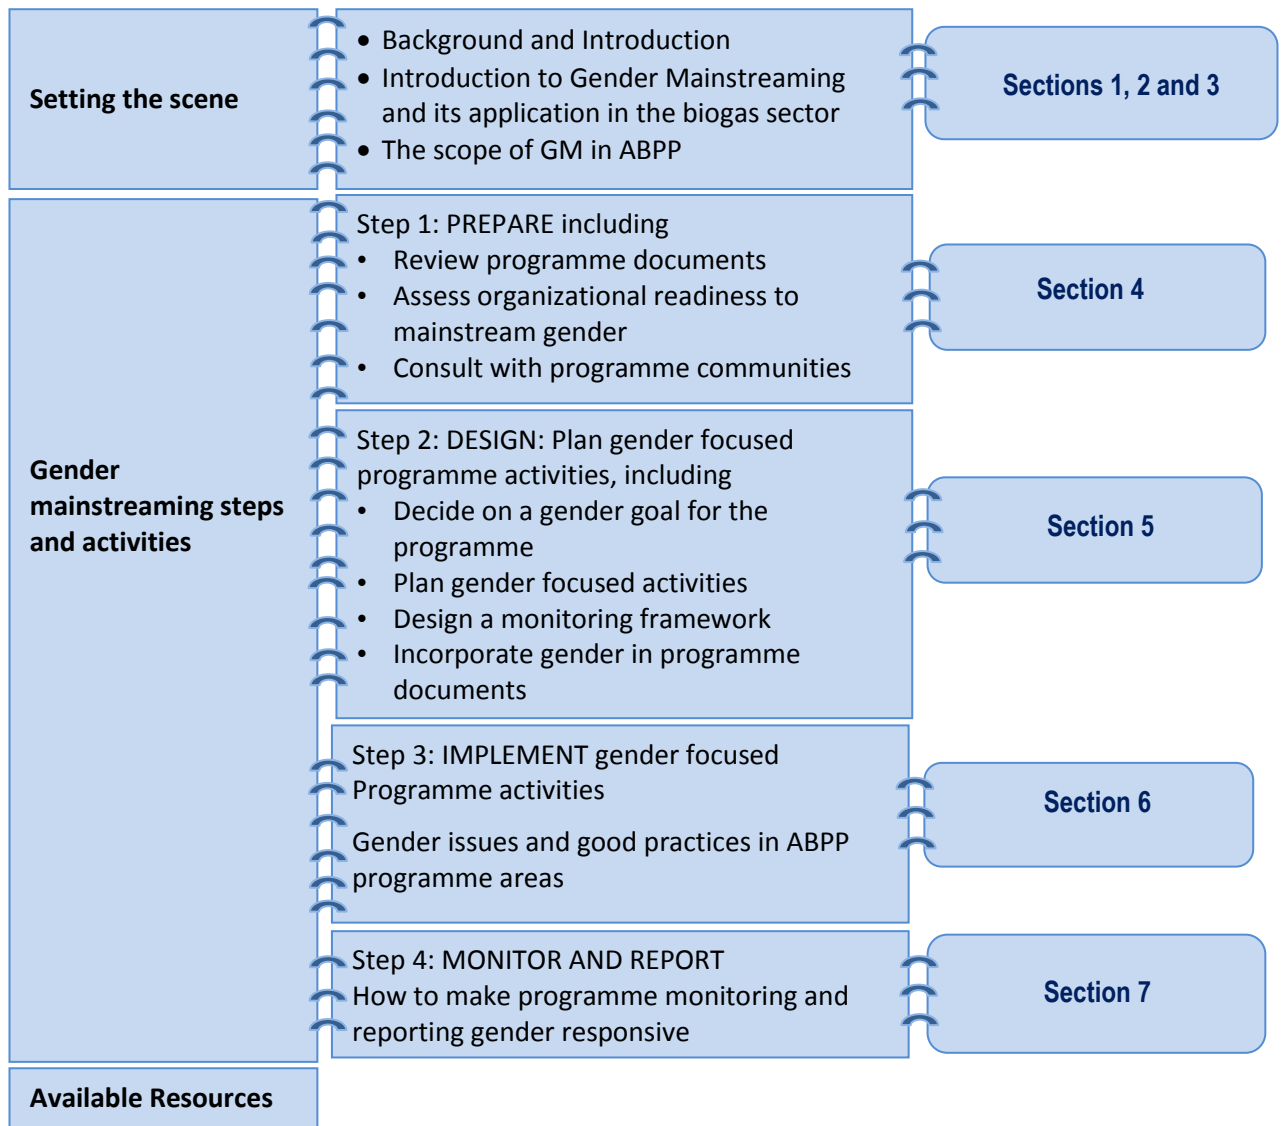 Setting the scene
• Background and Introduction
• Introduction to Gender Mainstreaming
and its application in the biogas sector
• The scope of GM in ABPP
Sections 1, 2 and 3
Gender
mainstreaming steps
and activities
Step 1: PREPARE including
• Review programme documents
• Assess organizational readiness to
mainstream gender
• Consult with programme communities
Section 4
Step 2: DESIGN: Plan gender focused
programme activities, including
• Decide on a gender goal for the
programme
• Plan gender focused activities
• Design a monitoring framework
• Incorporate gender in programme
documents
Section 5
Step 3: IMPLEMENT gender focused
Programme activities
Gender issues and good practices in ABPP
programme areas
Section 6
Step 4: MONITOR AND REPORT
How to make programme monitoring and
reporting gender responsive
Section 7
Available Resources